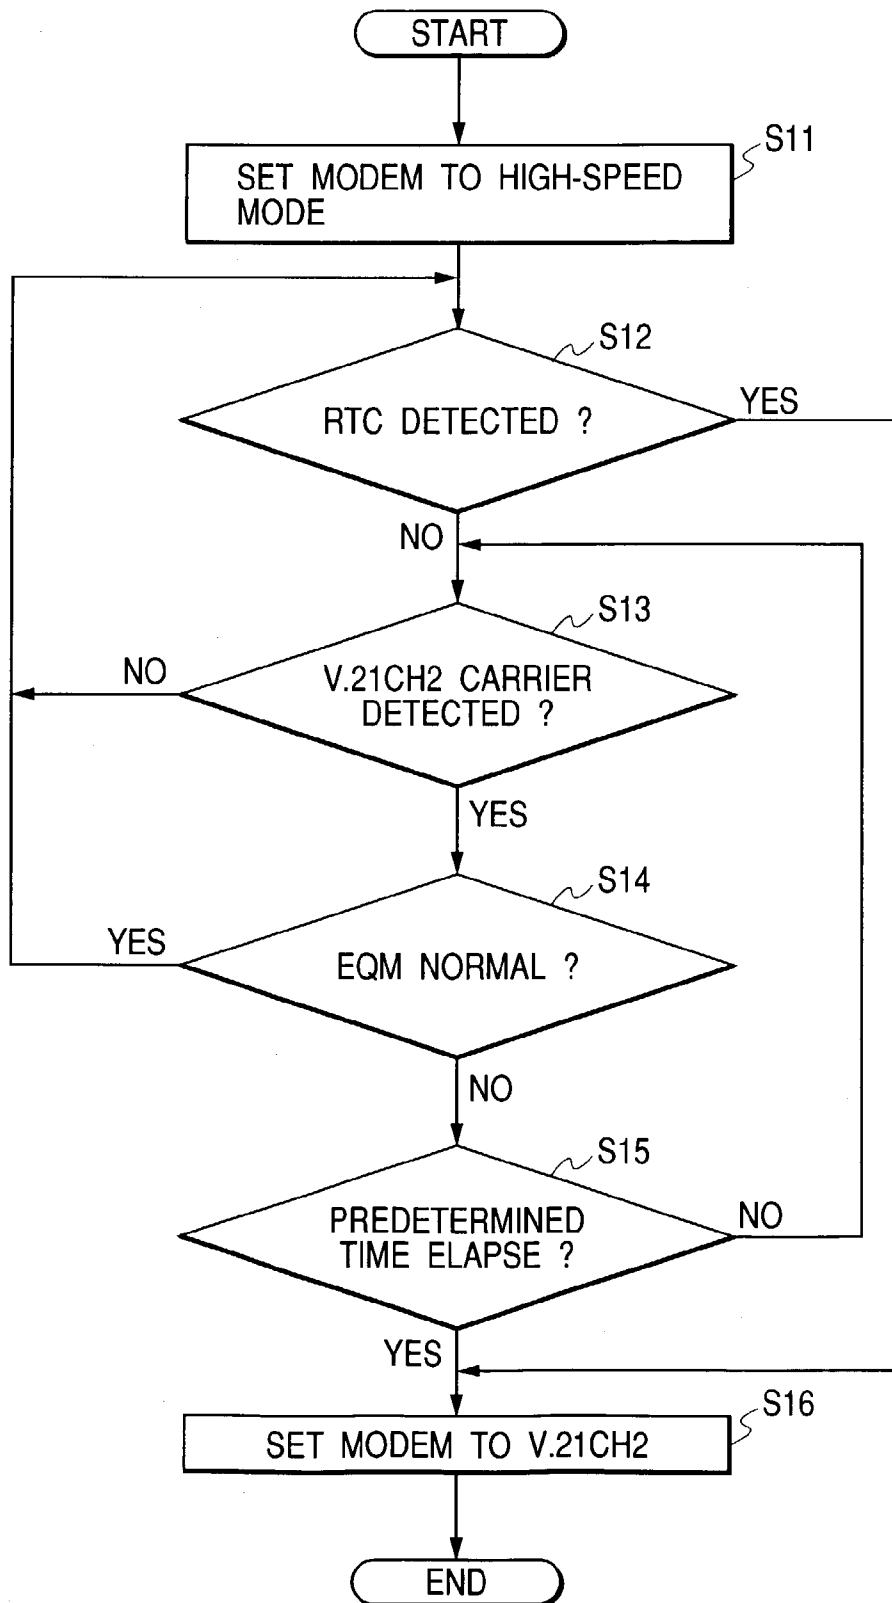 START
S11
SET MODEM TO HIGH-SPEED
MODE
S12
RTC DETECTED ?
YES
NO
S13
NO
V.21CH2 CARRIER
DETECTED ?
YES
S14
YES
EQM NORMAL ?
NO
S15
PREDETERMINED
TIME ELAPSE ?
NO
YES
S16
SET MODEM TO V.21CH2
END